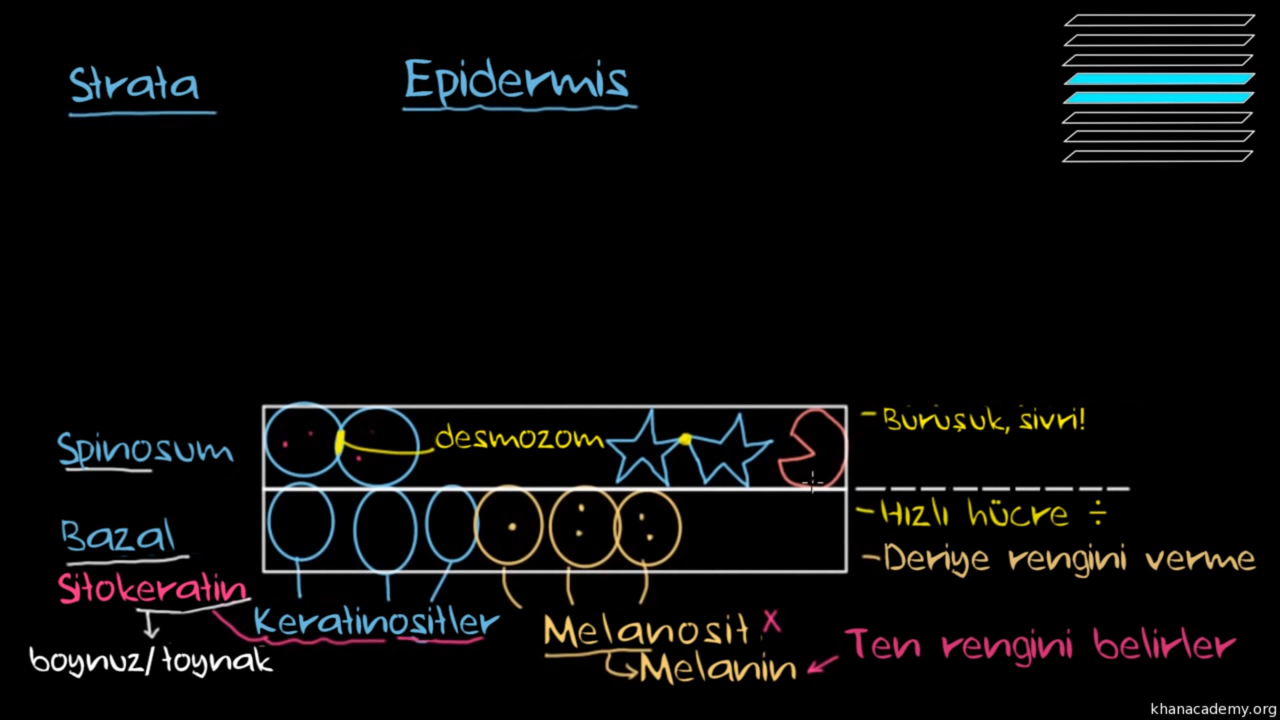 Strata
Epidermis
Spinosum
desmozom
- Buruşuk, sivri!
Bazal
- Hızlı hücre ÷
- Deriye rengini verme
Sitokeratin
boynuz/toynak
Keratinositler
Melanosit x
Melanin
Ten rengini belirler
khanacademy.org